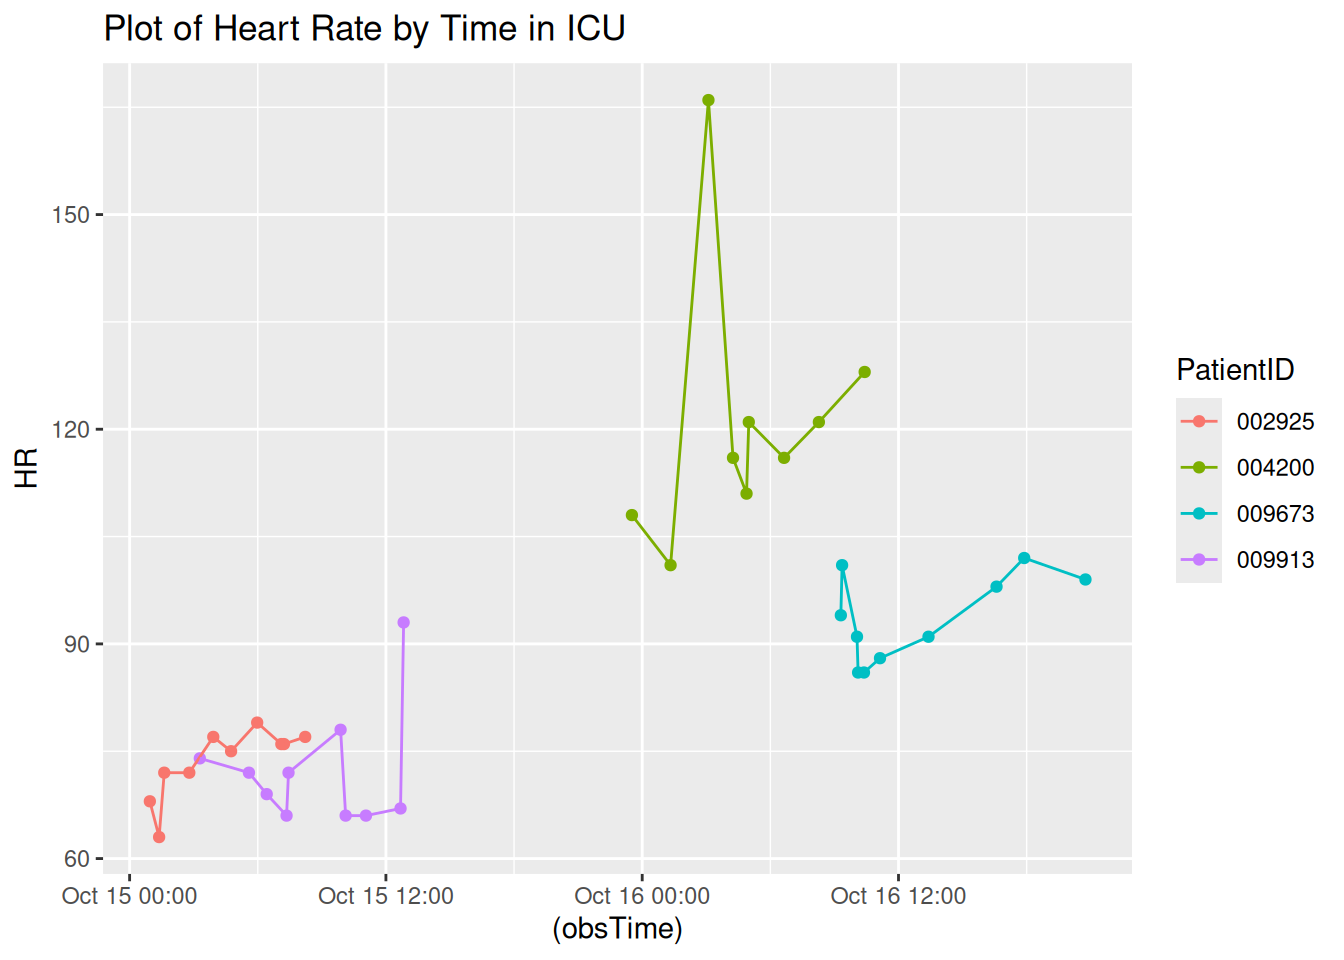 Plot of Heart Rate by Time in ICU
HR
150
120
90
60
Oct 15 00:00
Oct 15 12:00
Oct 16 00:00
Oct 16 12:00
(obsTime)
PatientID
002925
004200
009673
009913